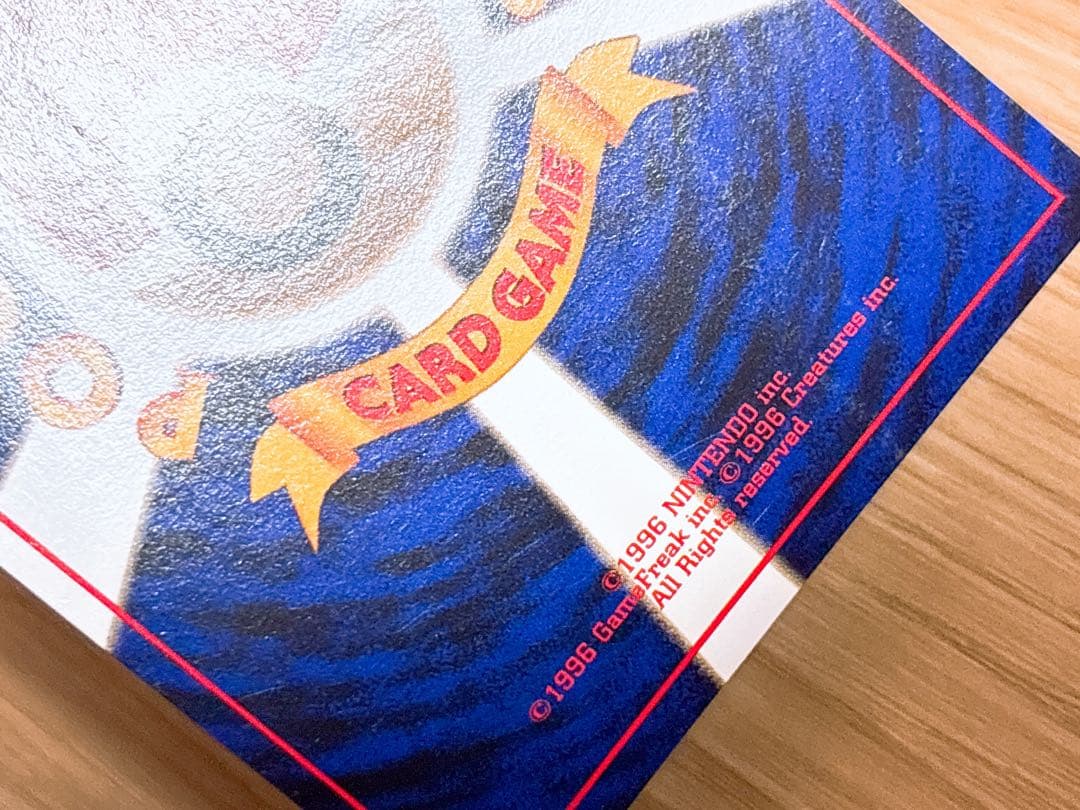 CARD GAME
©1996 NINTENDO inc.
©1996 GameFreak inc. ©1996 Creatures inc.
All Rights reserved.